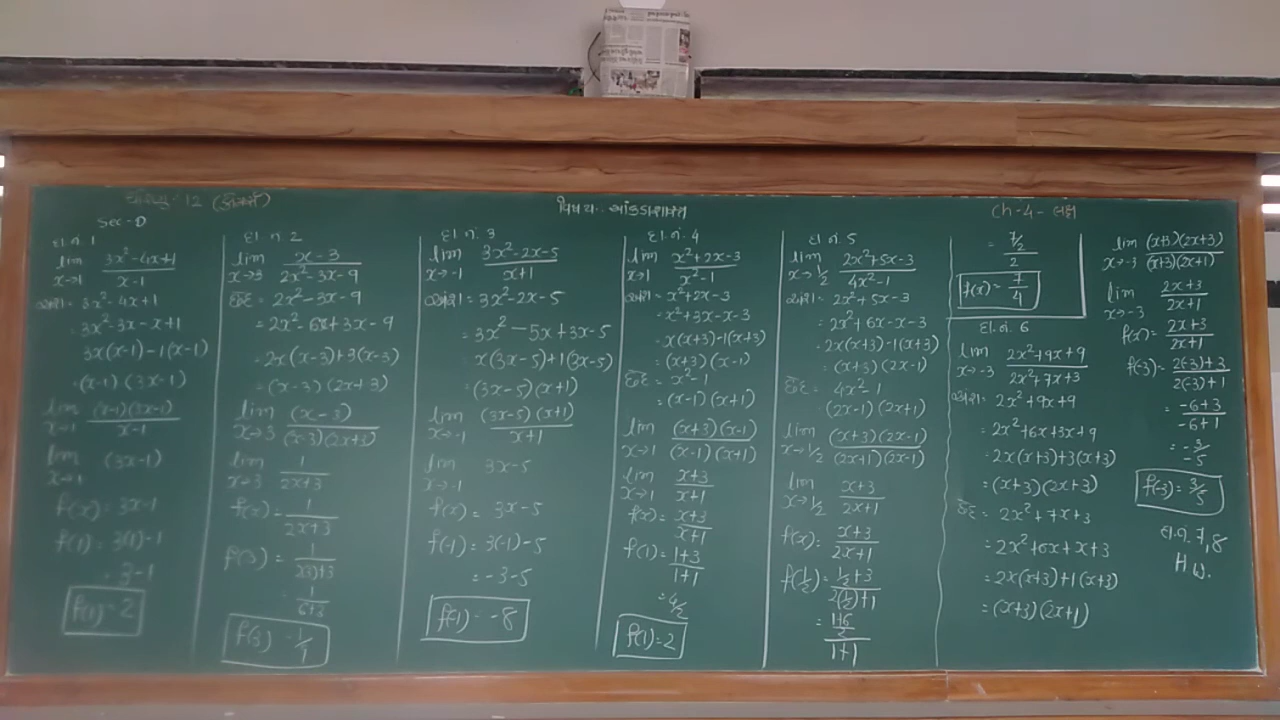 ધોરણ : 12 (કોમર્સ)
વિષય : આંકડાશાસ્ત્ર
Ch-4 - લક્ષ
Sec-D
દા.નં. 1
lim x→1 (3x²-4x+1)/(x-1)
અંશ = 3x²-4x+1
= 3x²-3x-x+1
3x(x-1)-1(x-1)
= (x-1)(3x-1)
lim x→1 (x-1)(3x-1)/(x-1)
lim x→1 (3x-1)
f(x) = 3x-1
f(1) = 3(1)-1
= 3-1
f(1) = 2
દા.નં. 2
lim x→3 (x-3)/(2x²-3x-9)
છેદ = 2x²-3x-9
= 2x²-6x+3x-9
= 2x(x-3)+3(x-3)
= (x-3)(2x+3)
lim x→3 (x-3)/(x-3)(2x+3)
lim x→3 1/(2x+3)
f(x) = 1/(2x+3)
f(3) = 1/(2(3)+3)
= 1/(6+3)
f(3) =
દા.નં. 3
lim x→-1 (3x²-2x-5)/(x+1)
અંશ = 3x²-2x-5
= 3x²-5x+3x-5
x(3x-5)+1(3x-5)
= (3x-5)(x+1)
lim x→-1 (3x-5)(x+1)/(x+1)
lim x→-1 3x-5
f(x) = 3x-5
f(-1) = 3(-1)-5
= -3-5
f(-1) = -8
દા.નં. 4
lim x→1 (x²+2x-3)/(x²-1)
અંશ = x²+2x-3
= x²+3x-x-3
= x(x+3)-1(x+3)
= (x+3)(x-1)
છેદ = x²-1
= (x-1)(x+1)
lim x→1 (x+3)(x-1)/(x-1)(x+1)
lim x→1 (x+3)/(x+1)
f(x) = (x+3)/(x+1)
f(1) = (1+3)/(1+1)
= 4/2
f(1) = 2
દા.નં. 5
lim x→1/2 (2x²+5x-3)/(4x²-1)
અંશ = 2x²+5x-3
= 2x²+6x-x-3
= 2x(x+3)-1(x+3)
= (x+3)(2x-1)
છેદ = 4x²-1
= (2x-1)(2x+1)
lim x→1/2 (x+3)(2x-1)/(2x+1)(2x-1)
lim x→1/2 (x+3)/(2x+1)
f(x) = (x+3)/(2x+1)
f(1/2) = (1/2+3)/(2(1/2)+1)
= ((1+6)/2)/(1+1)
= (7/2)/2
f(x) = 7/4
દા.નં. 6
lim x→-3 (2x²+9x+9)/(2x²+7x+3)
અંશ = 2x²+9x+9
= 2x²+6x+3x+9
= 2x(x+3)+3(x+3)
= (x+3)(2x+3)
છેદ = 2x²+7x+3
= 2x²+6x+x+3
= 2x(x+3)+1(x+3)
= (x+3)(2x+1)
lim x→-3 (x+3)(2x+3)/(x+3)(2x+1)
lim x→-3 (2x+3)/(2x+1)
f(x) = (2x+3)/(2x+1)
f(-3) = (2(-3)+3)/(2(-3)+1)
= (-6+3)/(-6+1)
= -3/-5
f(-3) = 3/5
દા.નં. 7,8
H.W.